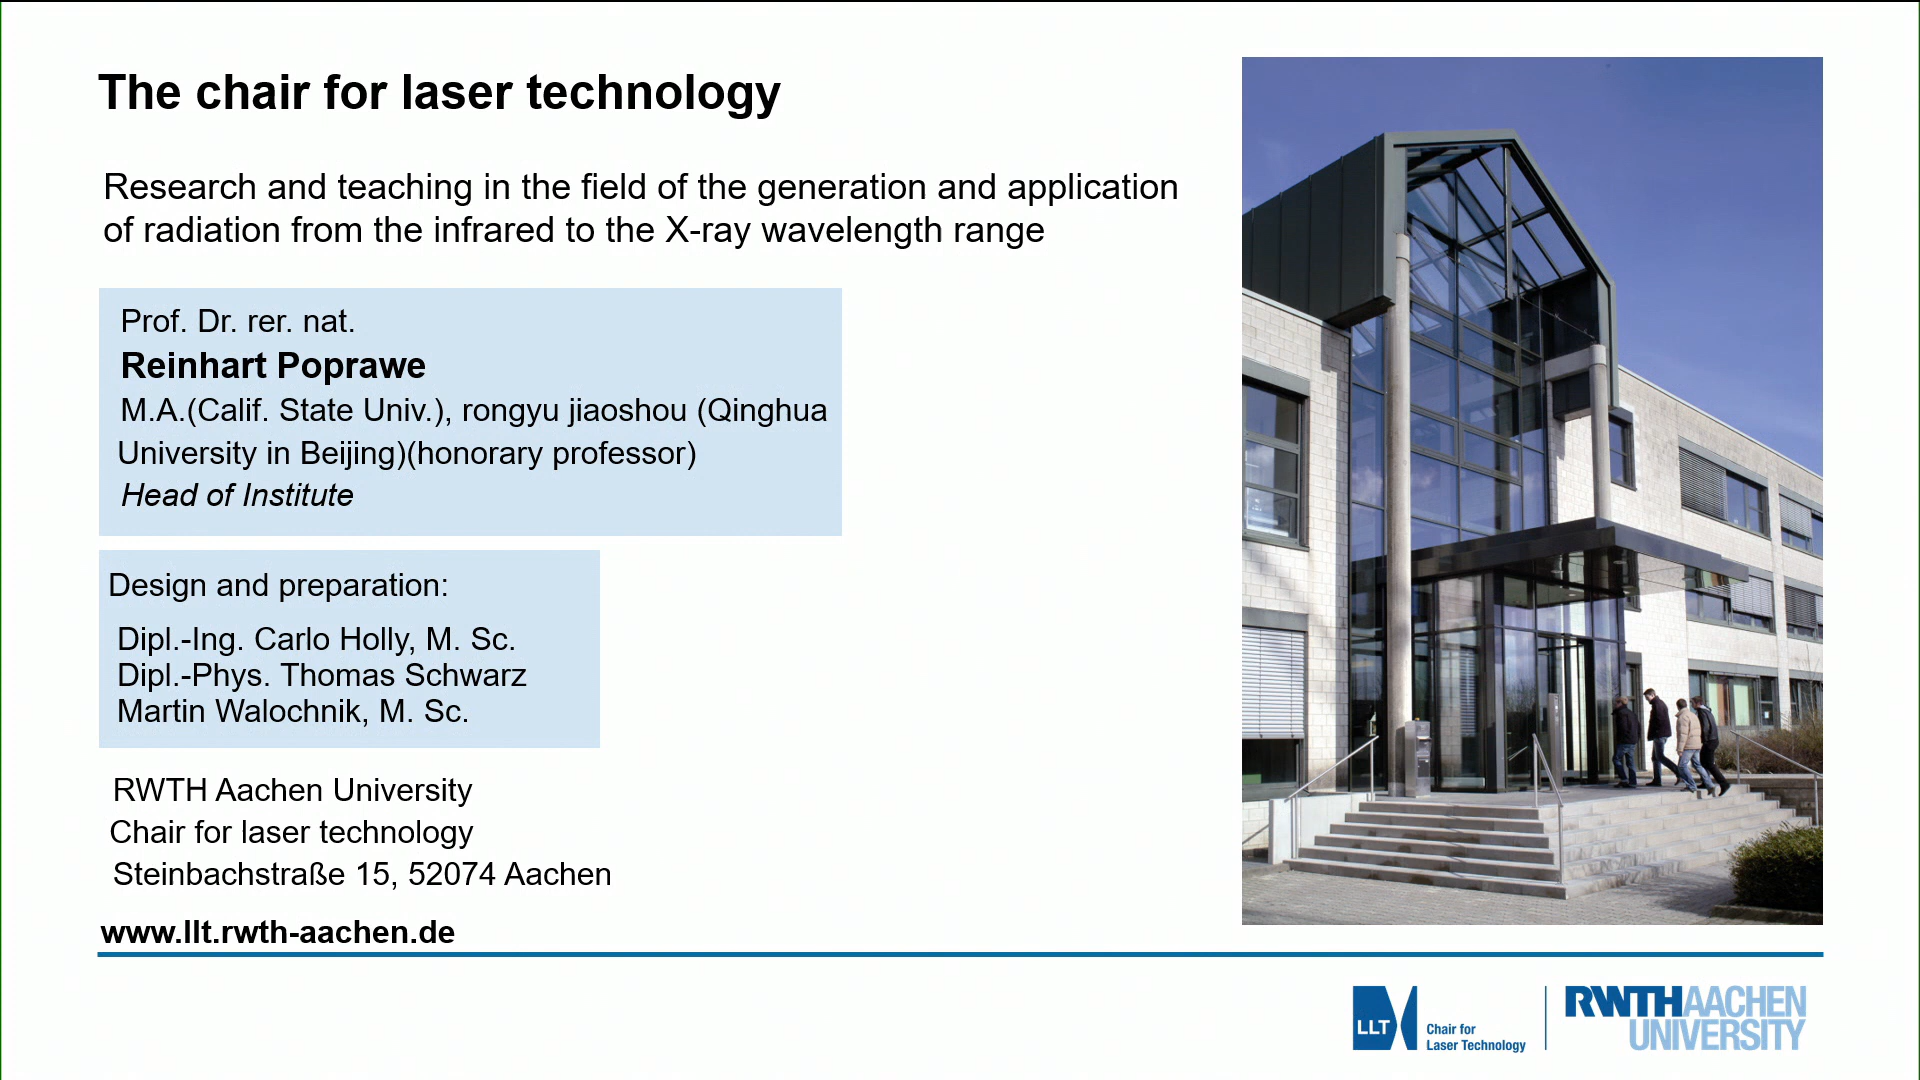 The chair for laser technology
Research and teaching in the field of the generation and application
of radiation from the infrared to the X-ray wavelength range
Prof. Dr. rer. nat.
Reinhart Poprawe
M.A.(Calif. State Univ.), rongyu jiaoshou (Qinghua
University in Beijing)(honorary professor)
Head of Institute
Design and preparation:
Dipl.-Ing. Carlo Holly, M. Sc.
Dipl.-Phys. Thomas Schwarz
Martin Walochnik, M. Sc.
RWTH Aachen University
Chair for laser technology
Steinbachstraße 15, 52074 Aachen
www.llt.rwth-aachen.de
LLT
Chair for
Laser Technology
RWTHAACHEN
UNIVERSITY